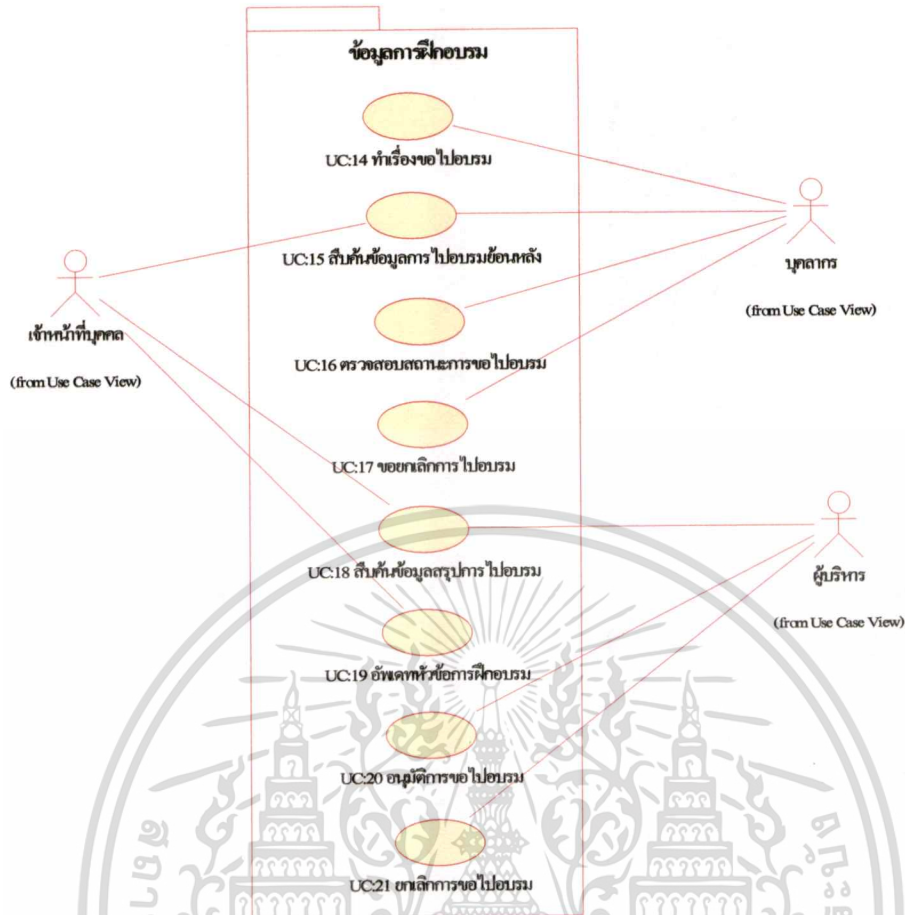 ข้อมูลการฝึกอบรม
UC:14 ทำเรื่องขอไปอบรม
UC:15 สืบค้นข้อมูลการไปอบรมย้อนหลัง
บุคลากร
(from Use Case View)
เจ้าหน้าที่บุคคล
(from Use Case View)
UC:16 ตรวจสอบสถานะการขอไปอบรม
UC:17 ขอยกเลิกการไปอบรม
UC:18 สืบค้นข้อมูลสรุปการไปอบรม
ผู้บริหาร
(from Use Case View)
UC:19 อัพเดทหัวข้อการฝึกอบรม
UC:20 อนุมัติการขอไปอบรม
UC:21 ยกเลิกการขอไปอบรม